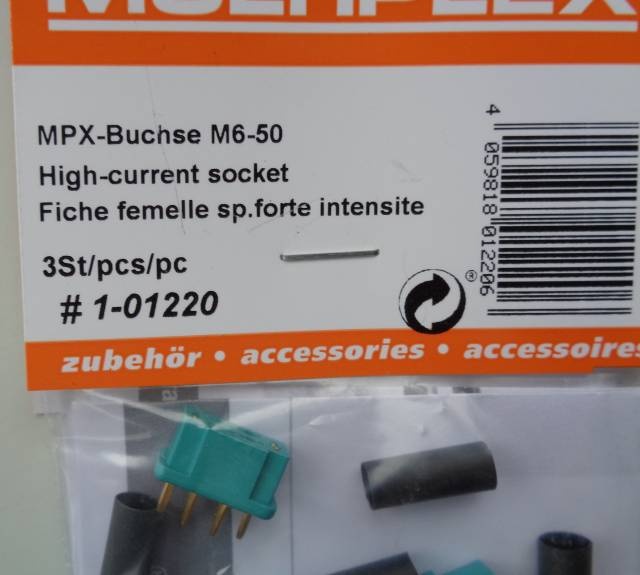 MULTIPLEX
MPX-Buchse M6-50
High-current socket
Fiche femelle sp.forte intensite
3St/pcs/pc
# 1-01220
4 059818 012206
®
zubehör • accessories • accessoires